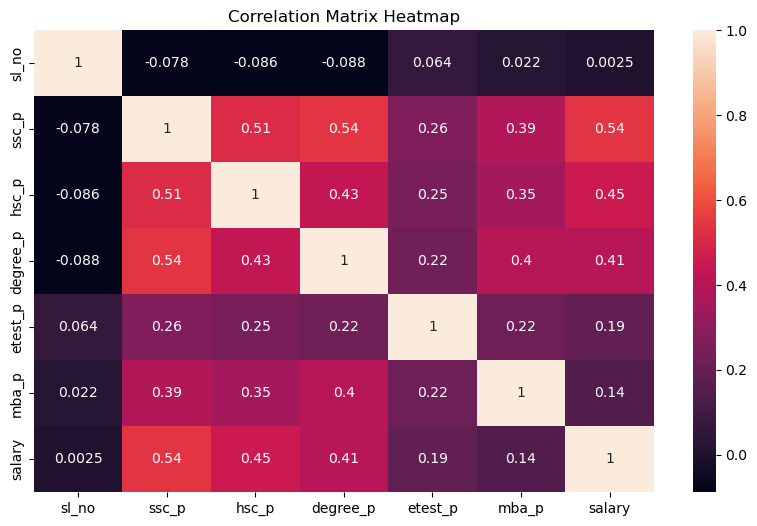 Correlation Matrix Heatmap
sl_no 1 -0.078 -0.086 -0.088 0.064 0.022 0.0025
ssc_p -0.078 1 0.51 0.54 0.26 0.39 0.54
hsc_p -0.086 0.51 1 0.43 0.25 0.35 0.45
degree_p -0.088 0.54 0.43 1 0.22 0.4 0.41
etest_p 0.064 0.26 0.25 0.22 1 0.22 0.19
mba_p 0.022 0.39 0.35 0.4 0.22 1 0.14
salary 0.0025 0.54 0.45 0.41 0.19 0.14 1
sl_no ssc_p hsc_p degree_p etest_p mba_p salary
1.0
0.8
0.6
0.4
0.2
0.0